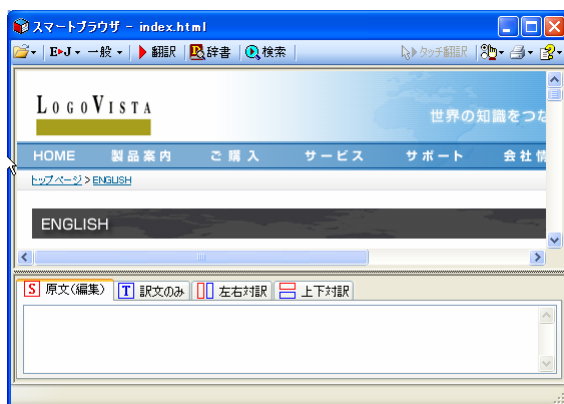 スマートブラウザ - index.html
E▸J 一般 翻訳 辞書 検索 タッチ翻訳
LOGOVISTA
世界の知識をつな
HOME 製品案内 ご購入 サービス サポート 会社情
トップページ > ENGLISH
ENGLISH
S 原文(編集) T 訳文のみ 左右対訳 上下対訳